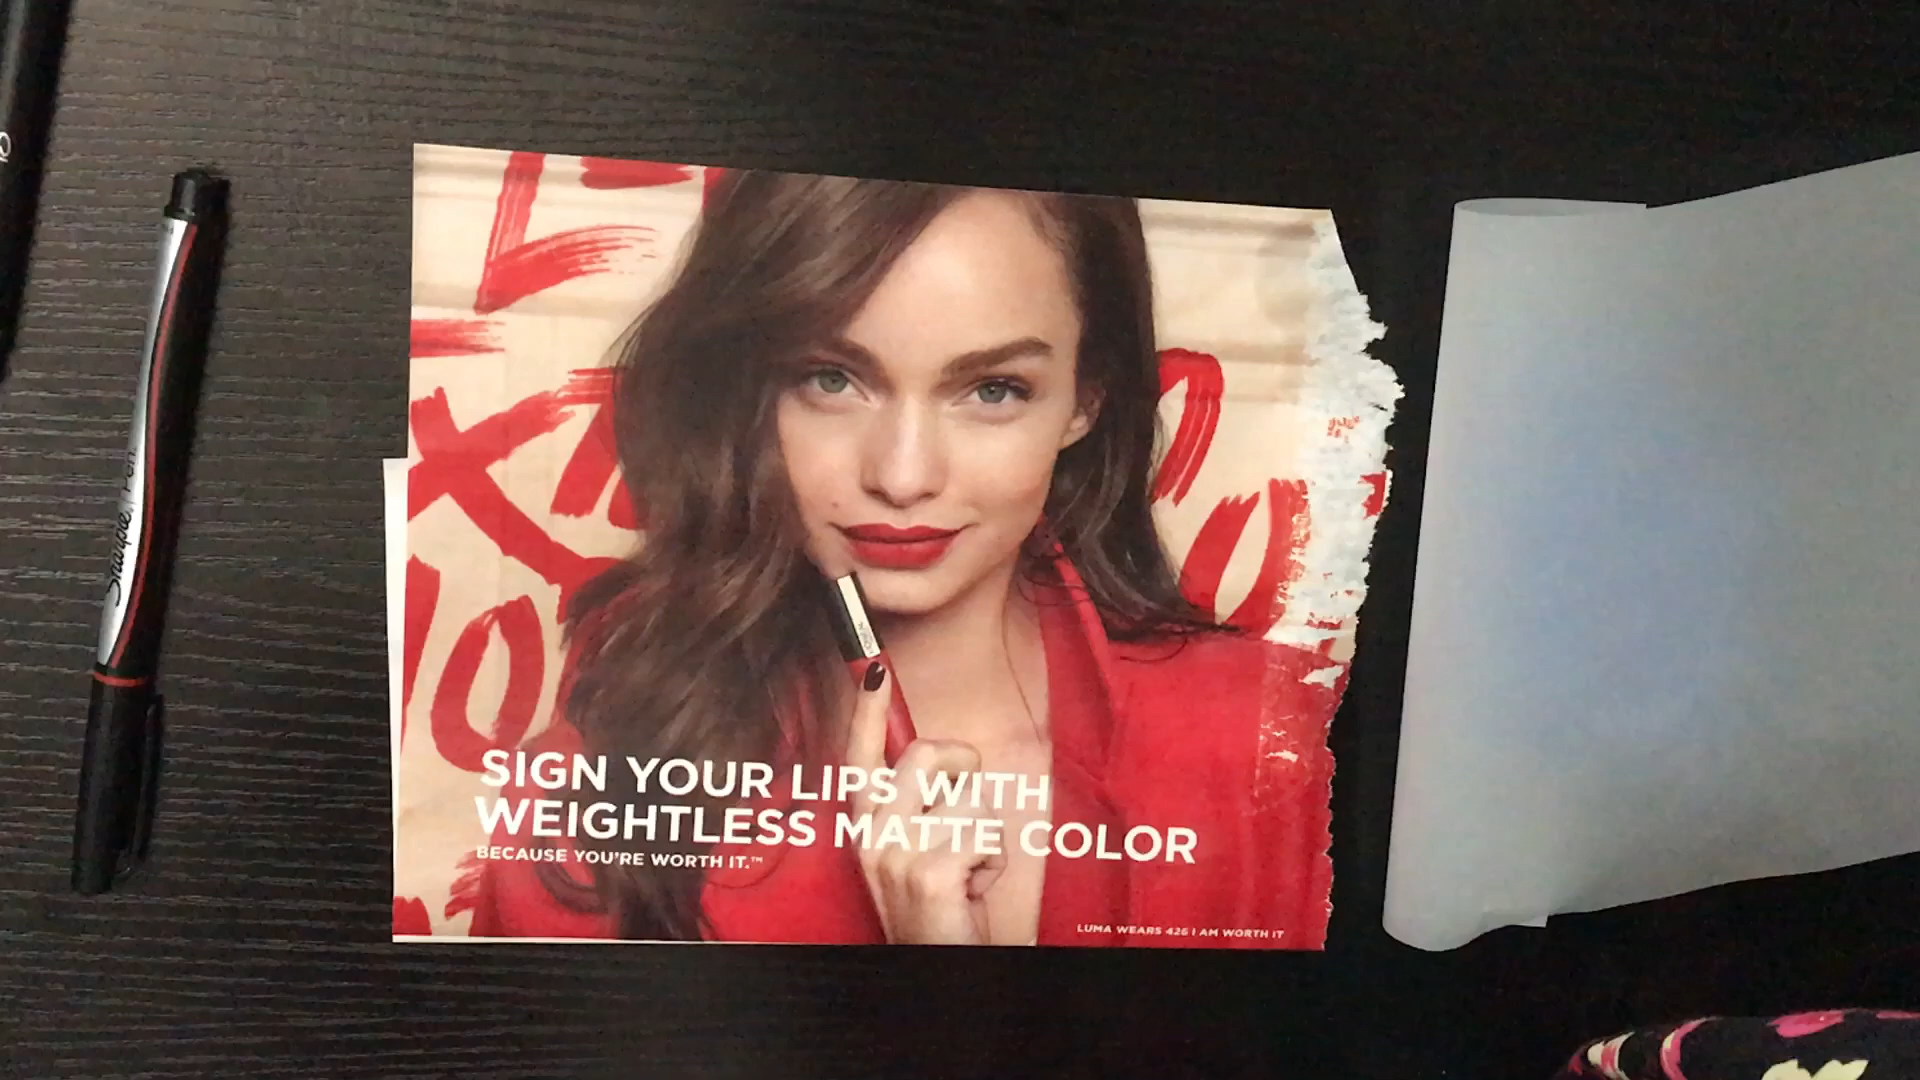 SIGN YOUR LIPS WITH
WEIGHTLESS MATTE COLOR
BECAUSE YOU'RE WORTH IT.™
LUMA WEARS 426 I AM WORTH IT
Sharpie. Pen.